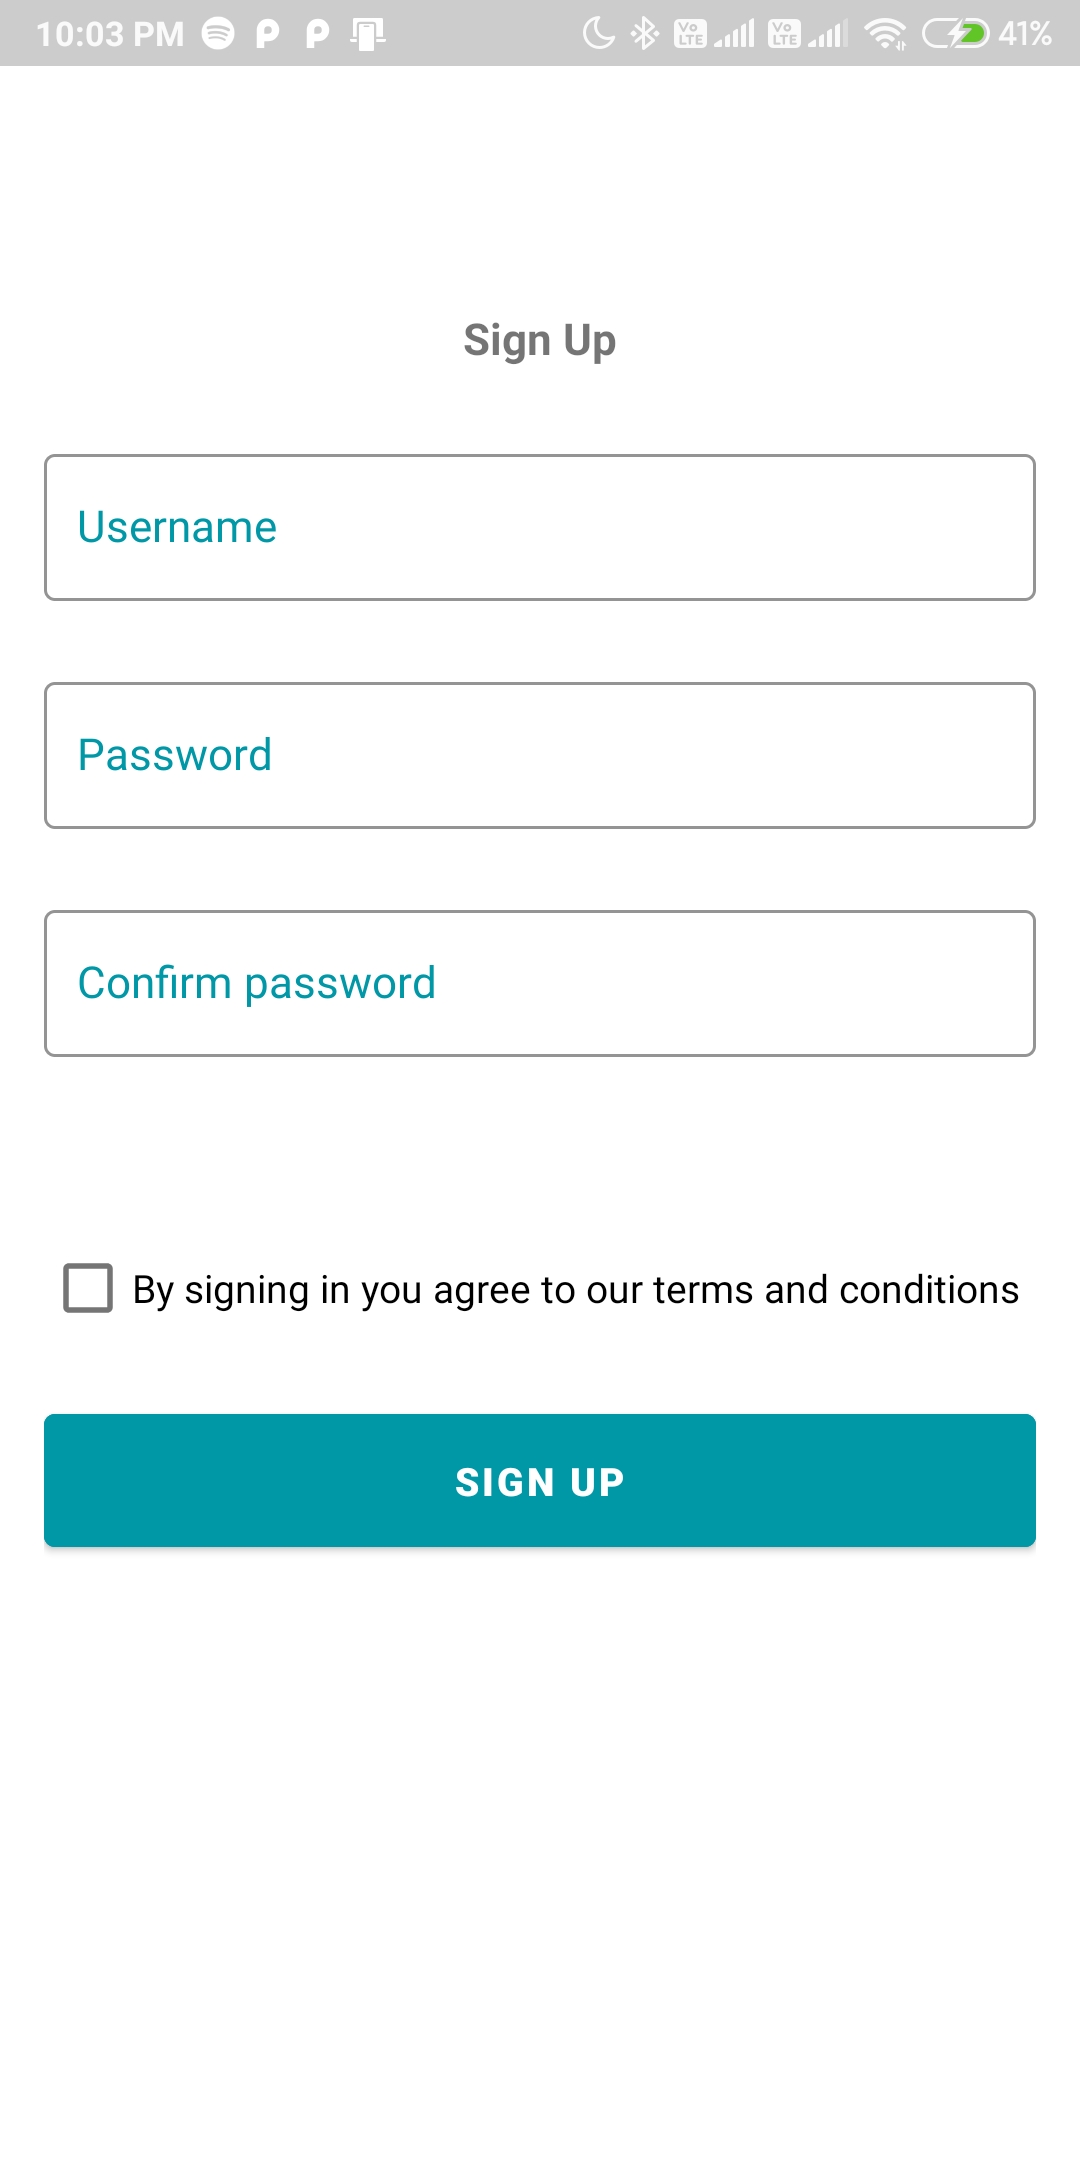 10:03 PM
Vo LTE
Vo LTE
41%
Sign Up
Username
Password
Confirm password
By signing in you agree to our terms and conditions
SIGN UP